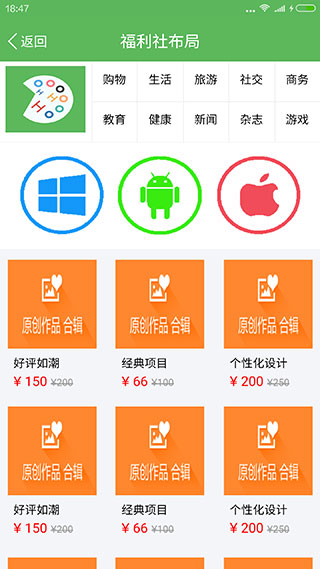 18:47
返回
福利社布局
购物 生活 旅游 社交 商务
教育 健康 新闻 杂志 游戏
原创作品 合辑 原创作品 合辑 原创作品 合辑
好评如潮 经典项目 个性化设计
¥ 150 ¥200 ¥ 66 ¥100 ¥ 200 ¥250
原创作品 合辑 原创作品 合辑 原创作品 合辑
好评如潮 经典项目 个性化设计
¥ 150 ¥200 ¥ 66 ¥100 ¥ 200 ¥250